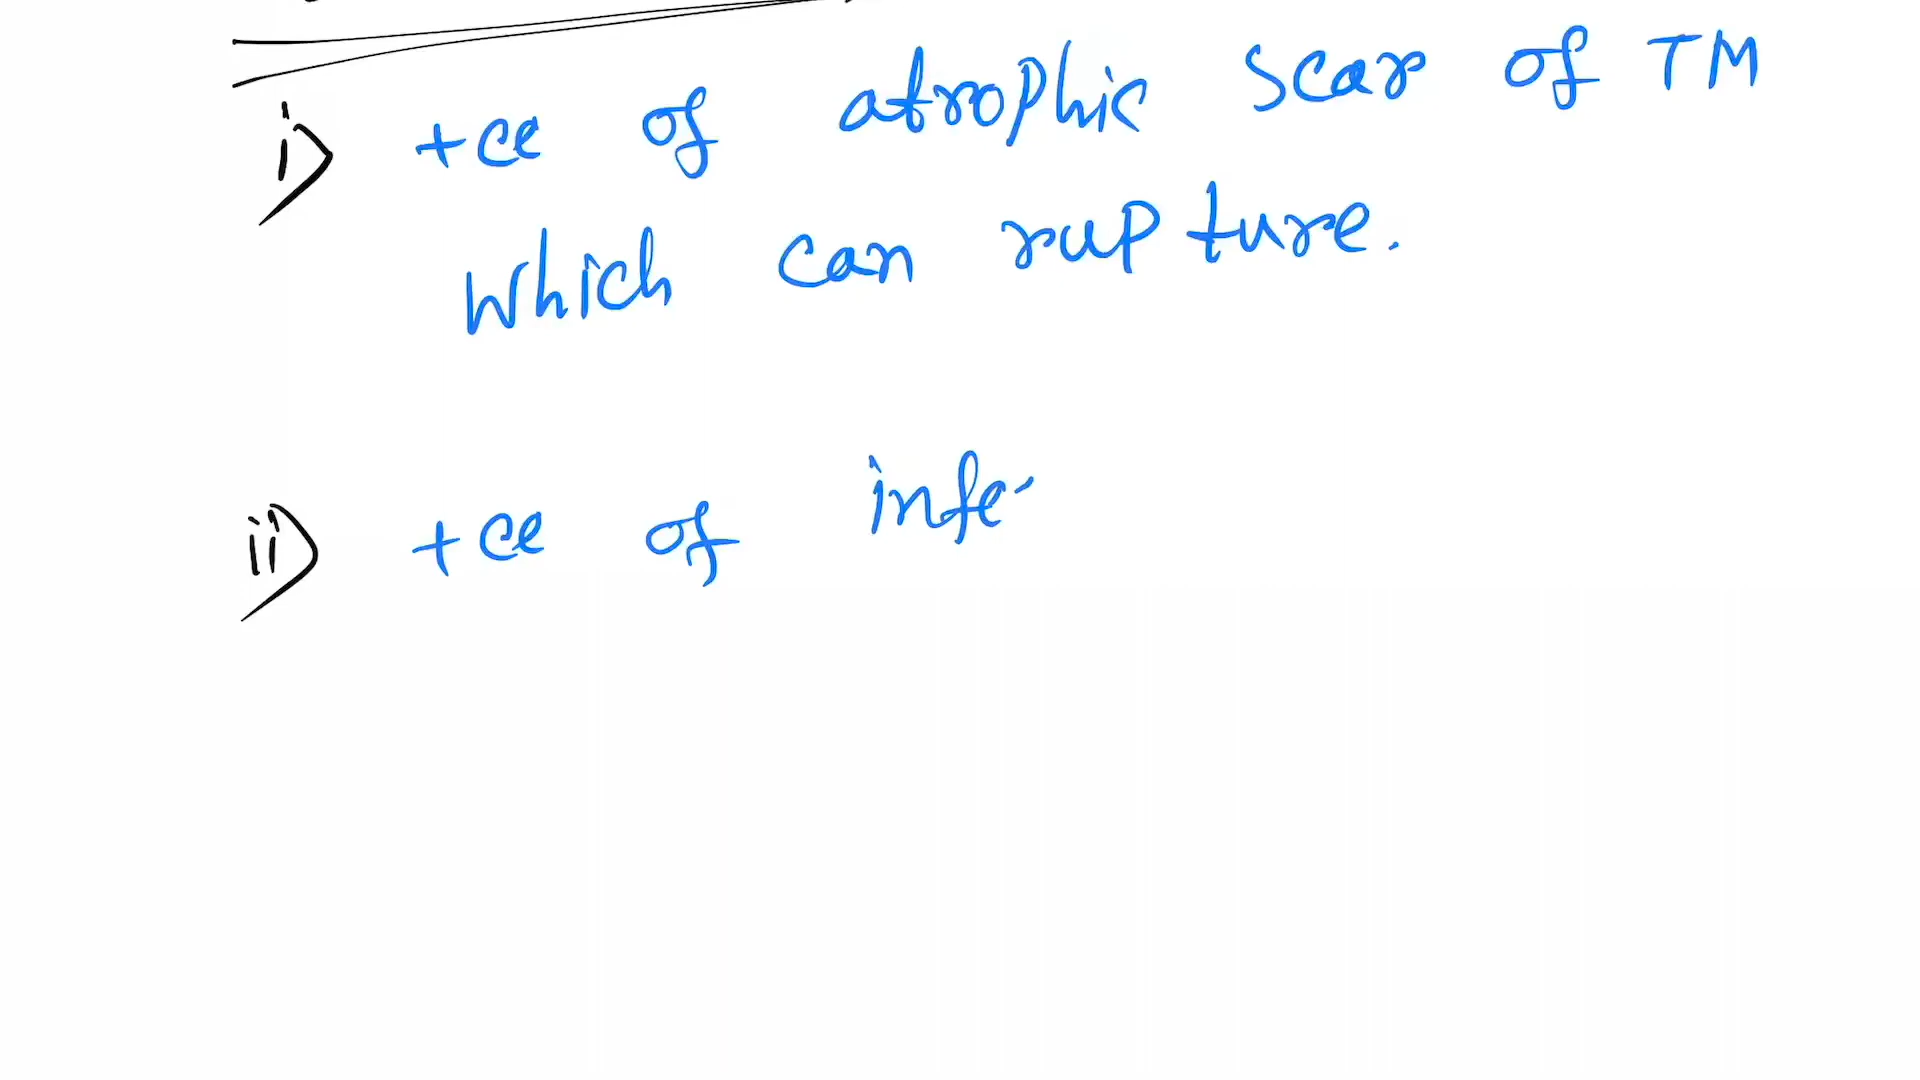 i) +ce of atrophic scar of TM
which can rupture.
ii) +ce of infe